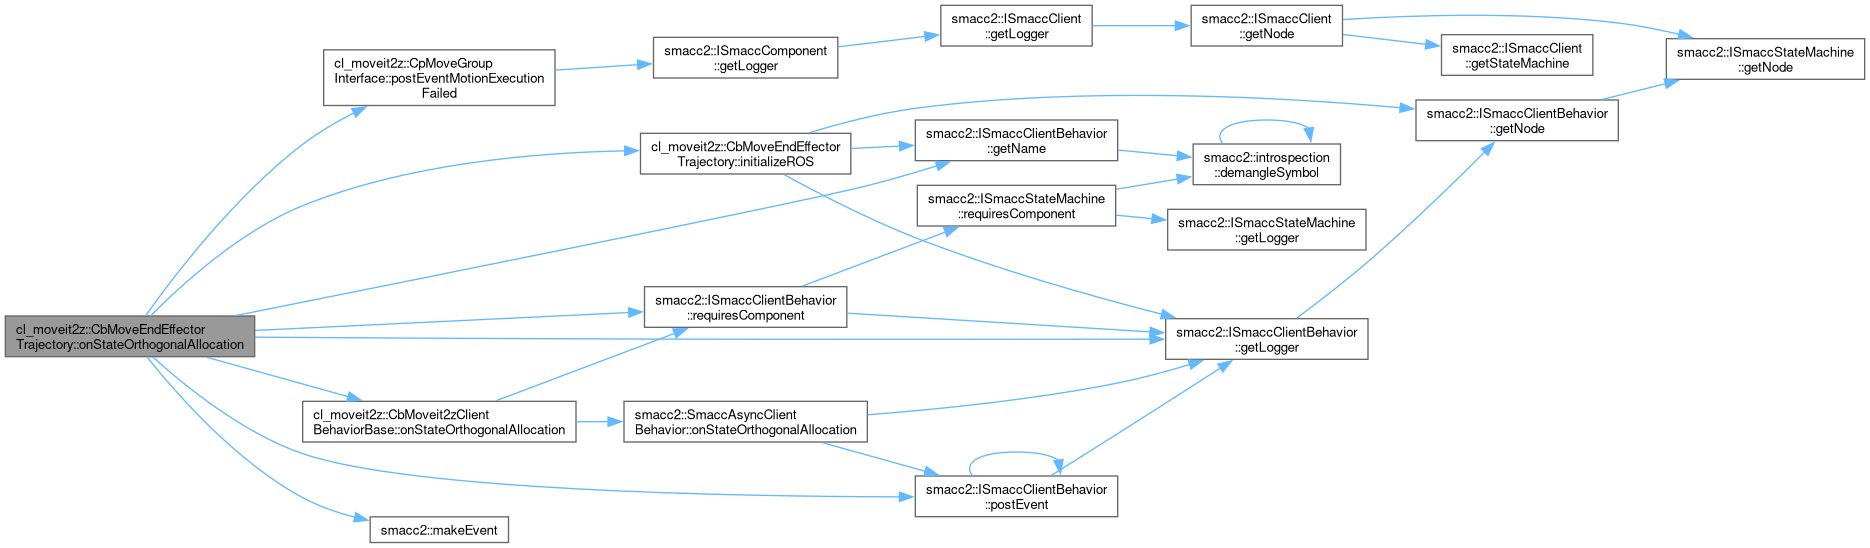 cl_moveit2z::CbMoveEndEffector
Trajectory::onStateOrthogonalAllocation
cl_moveit2z::CpMoveGroup
Interface::postEventMotionExecution
Failed
smacc2::ISmaccComponent
::getLogger
smacc2::ISmaccClient
::getLogger
smacc2::ISmaccClient
::getNode
smacc2::ISmaccClient
::getStateMachine
smacc2::ISmaccStateMachine
::getNode
cl_moveit2z::CbMoveEndEffector
Trajectory::initializeROS
smacc2::ISmaccClientBehavior
::getName
smacc2::introspection
::demangleSymbol
smacc2::ISmaccClientBehavior
::getNode
smacc2::ISmaccStateMachine
::requiresComponent
smacc2::ISmaccStateMachine
::getLogger
smacc2::ISmaccClientBehavior
::requiresComponent
smacc2::ISmaccClientBehavior
::getLogger
cl_moveit2z::CbMoveit2zClient
BehaviorBase::onStateOrthogonalAllocation
smacc2::SmaccAsyncClient
Behavior::onStateOrthogonalAllocation
smacc2::ISmaccClientBehavior
::postEvent
smacc2::makeEvent